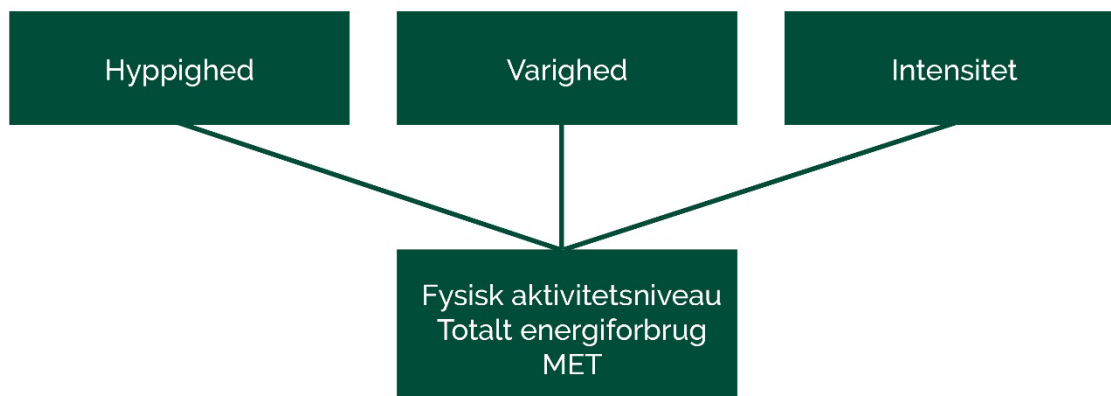 Hyppighed
Varighed
Intensitet
Fysisk aktivitetsniveau
Totalt energiforbrug
MET